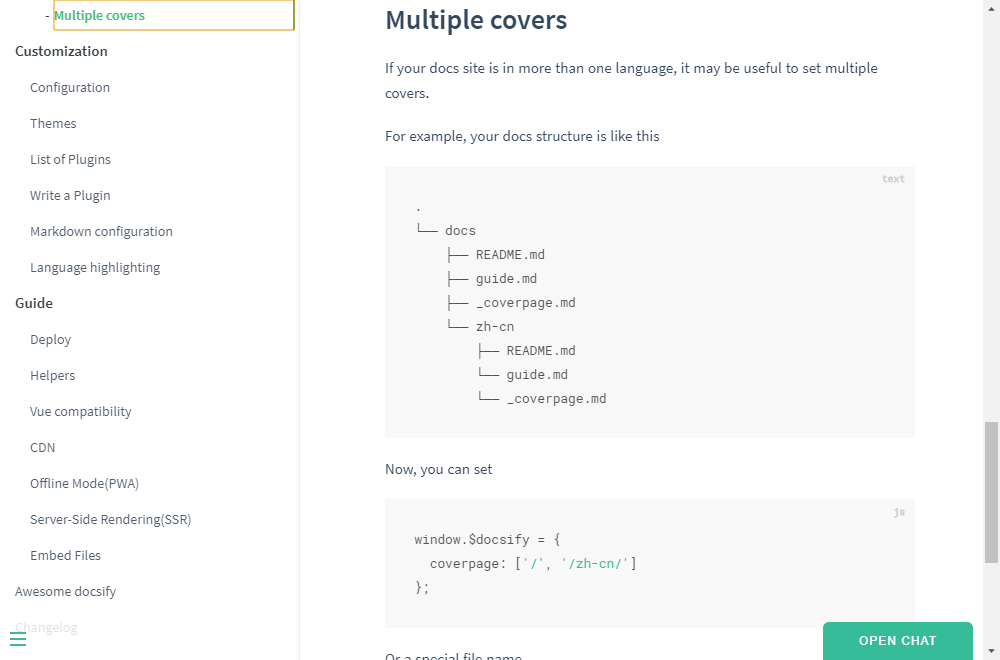 - Multiple covers
Customization
Configuration
Themes
List of Plugins
Write a Plugin
Markdown configuration
Language highlighting
Guide
Deploy
Helpers
Vue compatibility
CDN
Offline Mode(PWA)
Server-Side Rendering(SSR)
Embed Files
Awesome docsify
Changelog
Multiple covers
If your docs site is in more than one language, it may be useful to set multiple
covers.
For example, your docs structure is like this
text
.
└── docs
    ├── README.md
    ├── guide.md
    ├── _coverpage.md
    └── zh-cn
        ├── README.md
        └── guide.md
        └── _coverpage.md
Now, you can set
js
window.$docsify = {
  coverpage: ['/', '/zh-cn/']
};
Or a special file name
OPEN CHAT